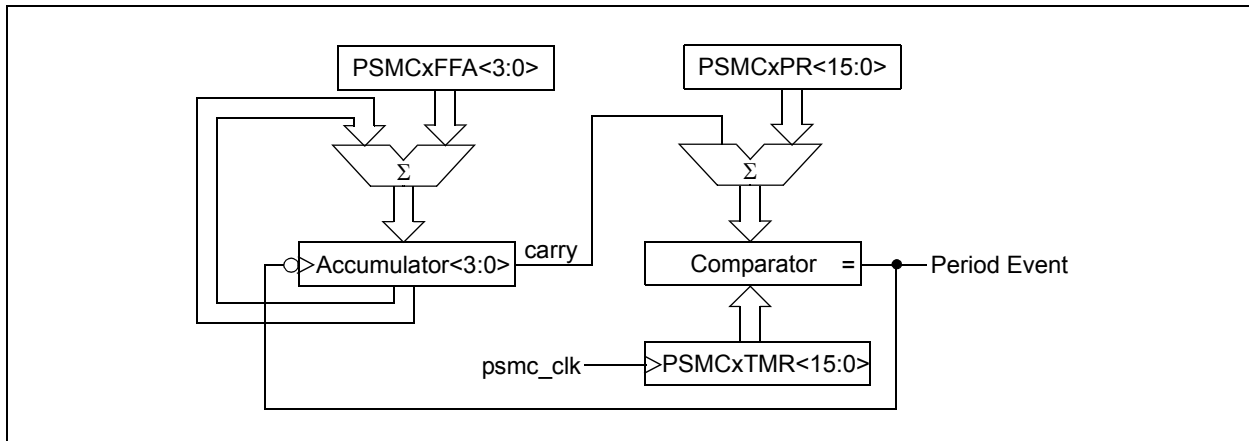 PSMCxFFA<3:0>
PSMCxPR<15:0>
Σ
Σ
carry
Accumulator<3:0>
Comparator =
Period Event
psmc_clk
PSMCxTMR<15:0>